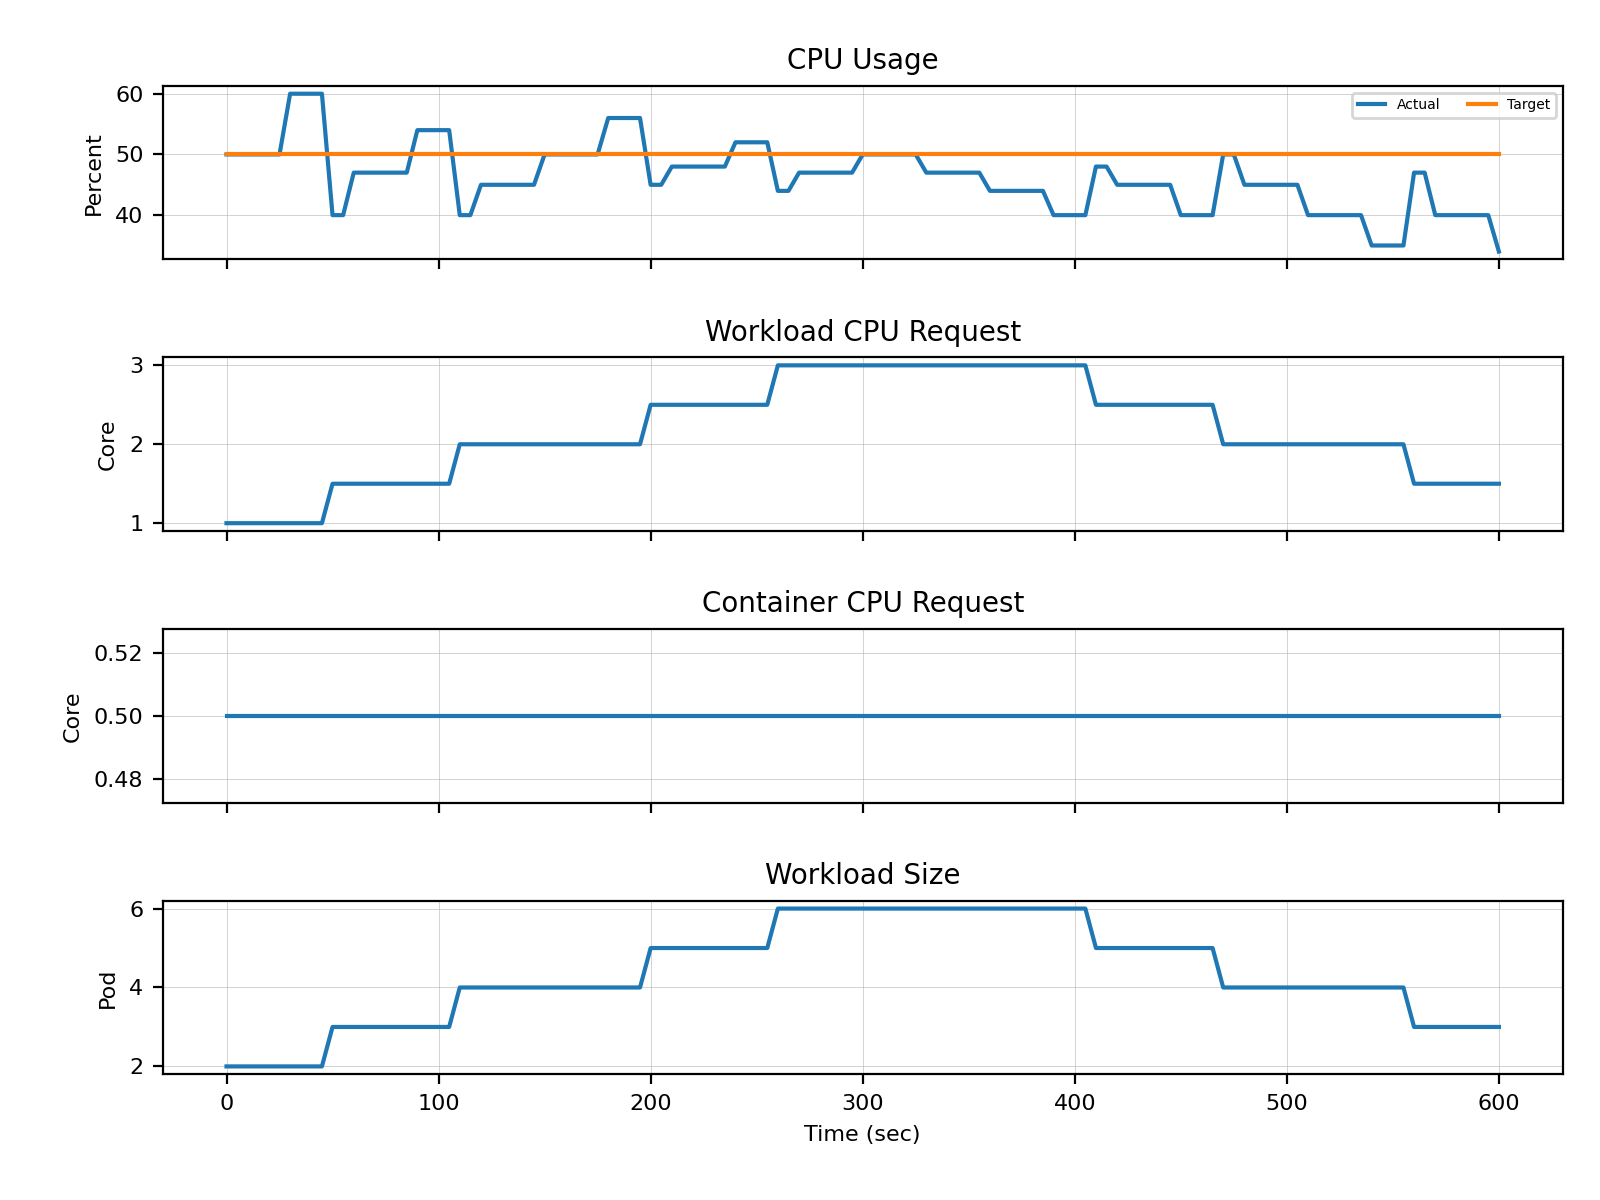 CPU Usage
60
50
40
Percent
Actual
Target
Workload CPU Request
3
2
1
Core
Container CPU Request
0.52
0.50
0.48
Core
Workload Size
6
4
2
Pod
0 100 200 300 400 500 600
Time (sec)